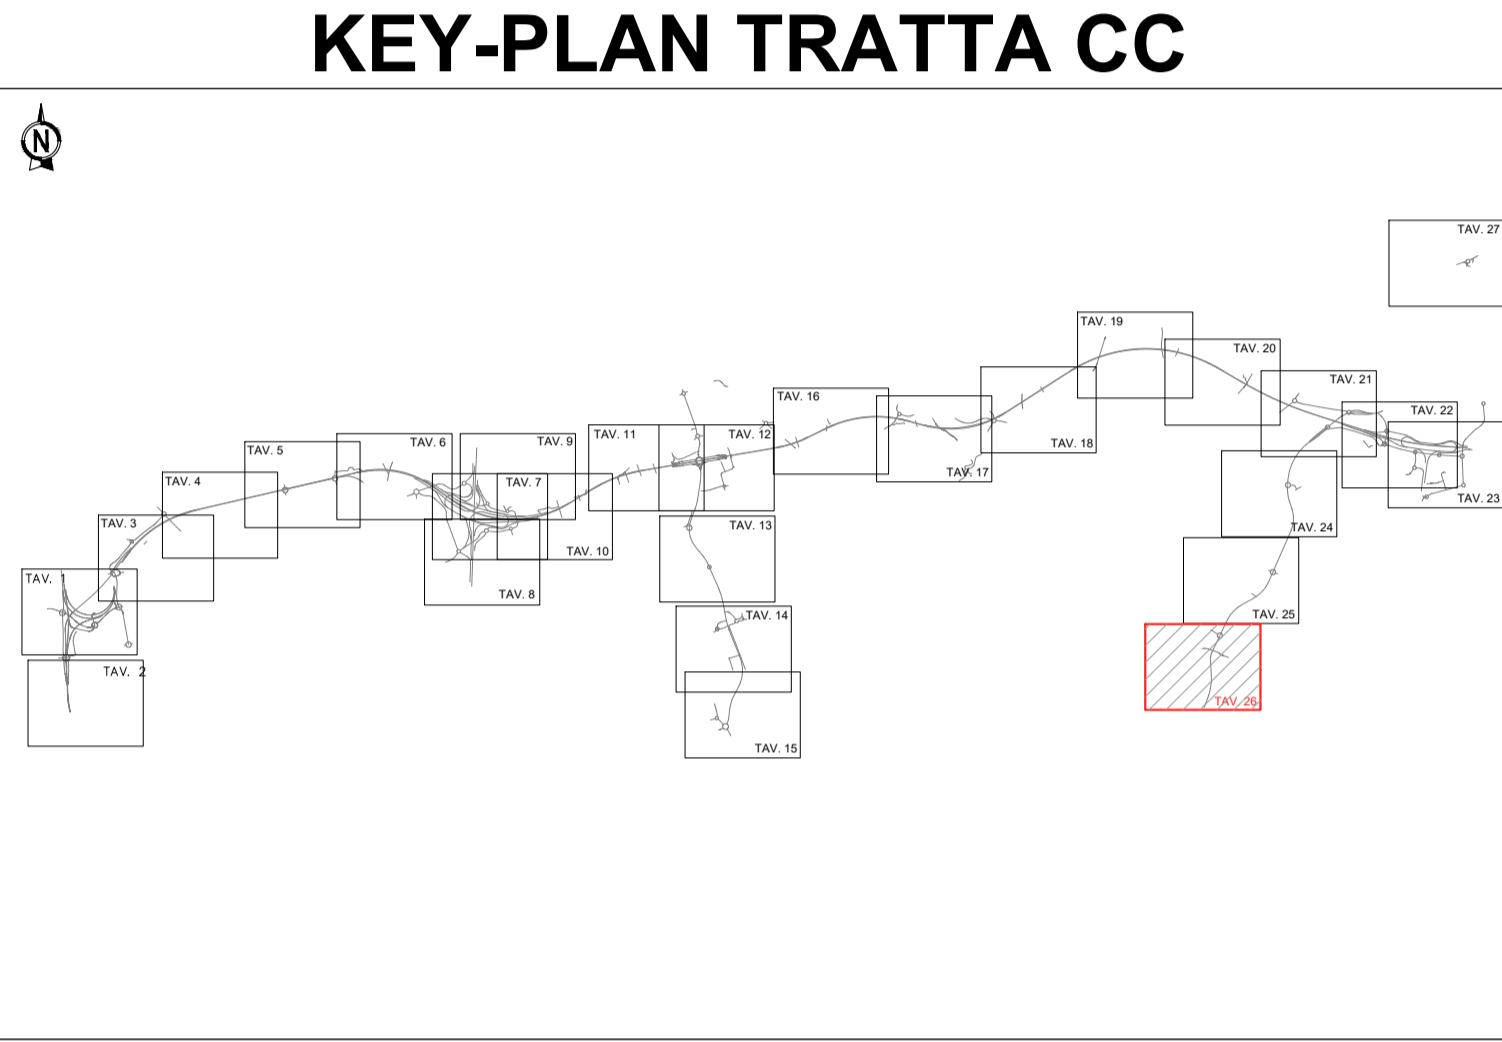 KEY-PLAN TRATTA CC
N
TAV. 27
TAV. 19
TAV. 20
TAV. 21
TAV. 16
TAV. 22
TAV. 11
TAV. 12
TAV. 6
TAV. 9
TAV. 18
TAV. 5
TAV. 17
TAV. 4
TAV. 7
TAV. 23
TAV. 3
TAV. 13
TAV. 24
TAV. 10
TAV. 1
TAV. 8
TAV. 14
TAV. 25
TAV. 2
TAV. 26
TAV. 15